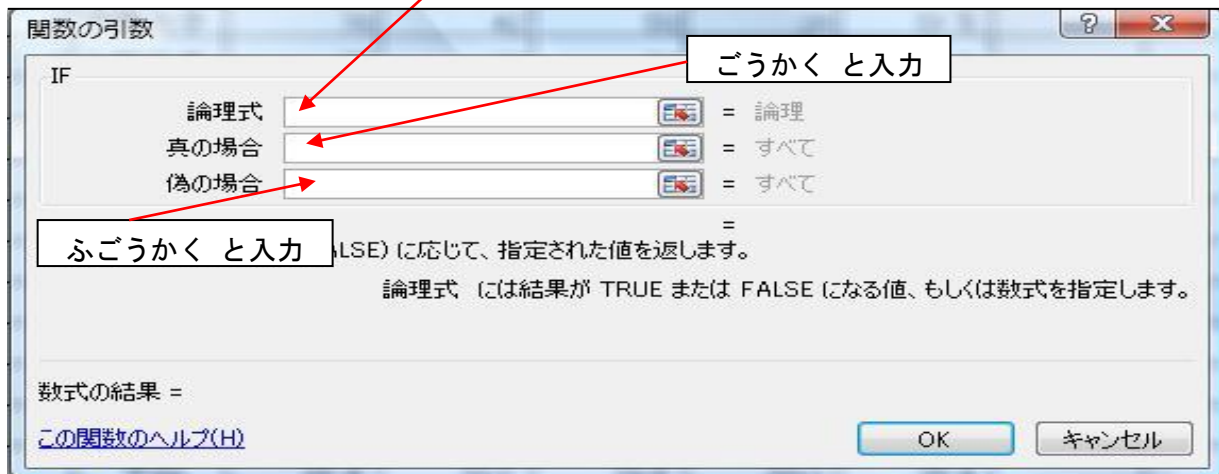 関数の引数
ごうかく と入力
IF
論理式 = 論理
真の場合 = すべて
偽の場合 = すべて
=
ふごうかく と入力
ALSE) に応じて、指定された値を返します。
論理式 には結果が TRUE または FALSE になる値、もしくは数式を指定します。
数式の結果 =
この関数のヘルプ(H)
OK
キャンセル